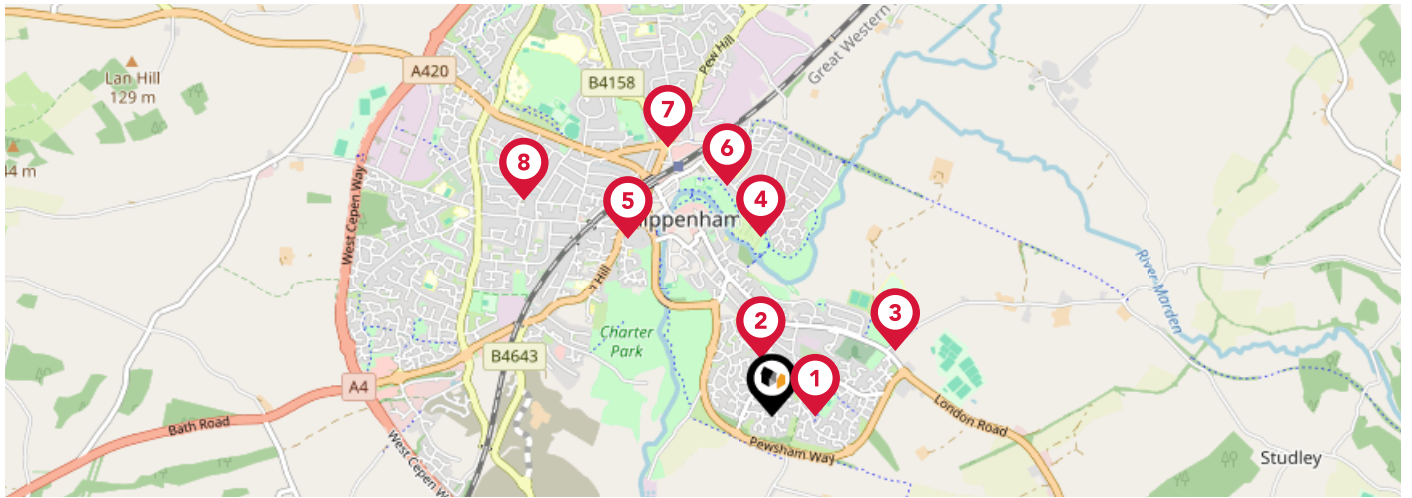 Great Western
Pew Hill
A420
Lan Hill
129 m
B4158
7
4 m
8
6
West Cepen Way
5
4
ippenham
Hill
River Marden
2
3
Charter
Park
B4643
1
A4
London Road
Bath Road
West Cepen W
Pewsham Way
Studley